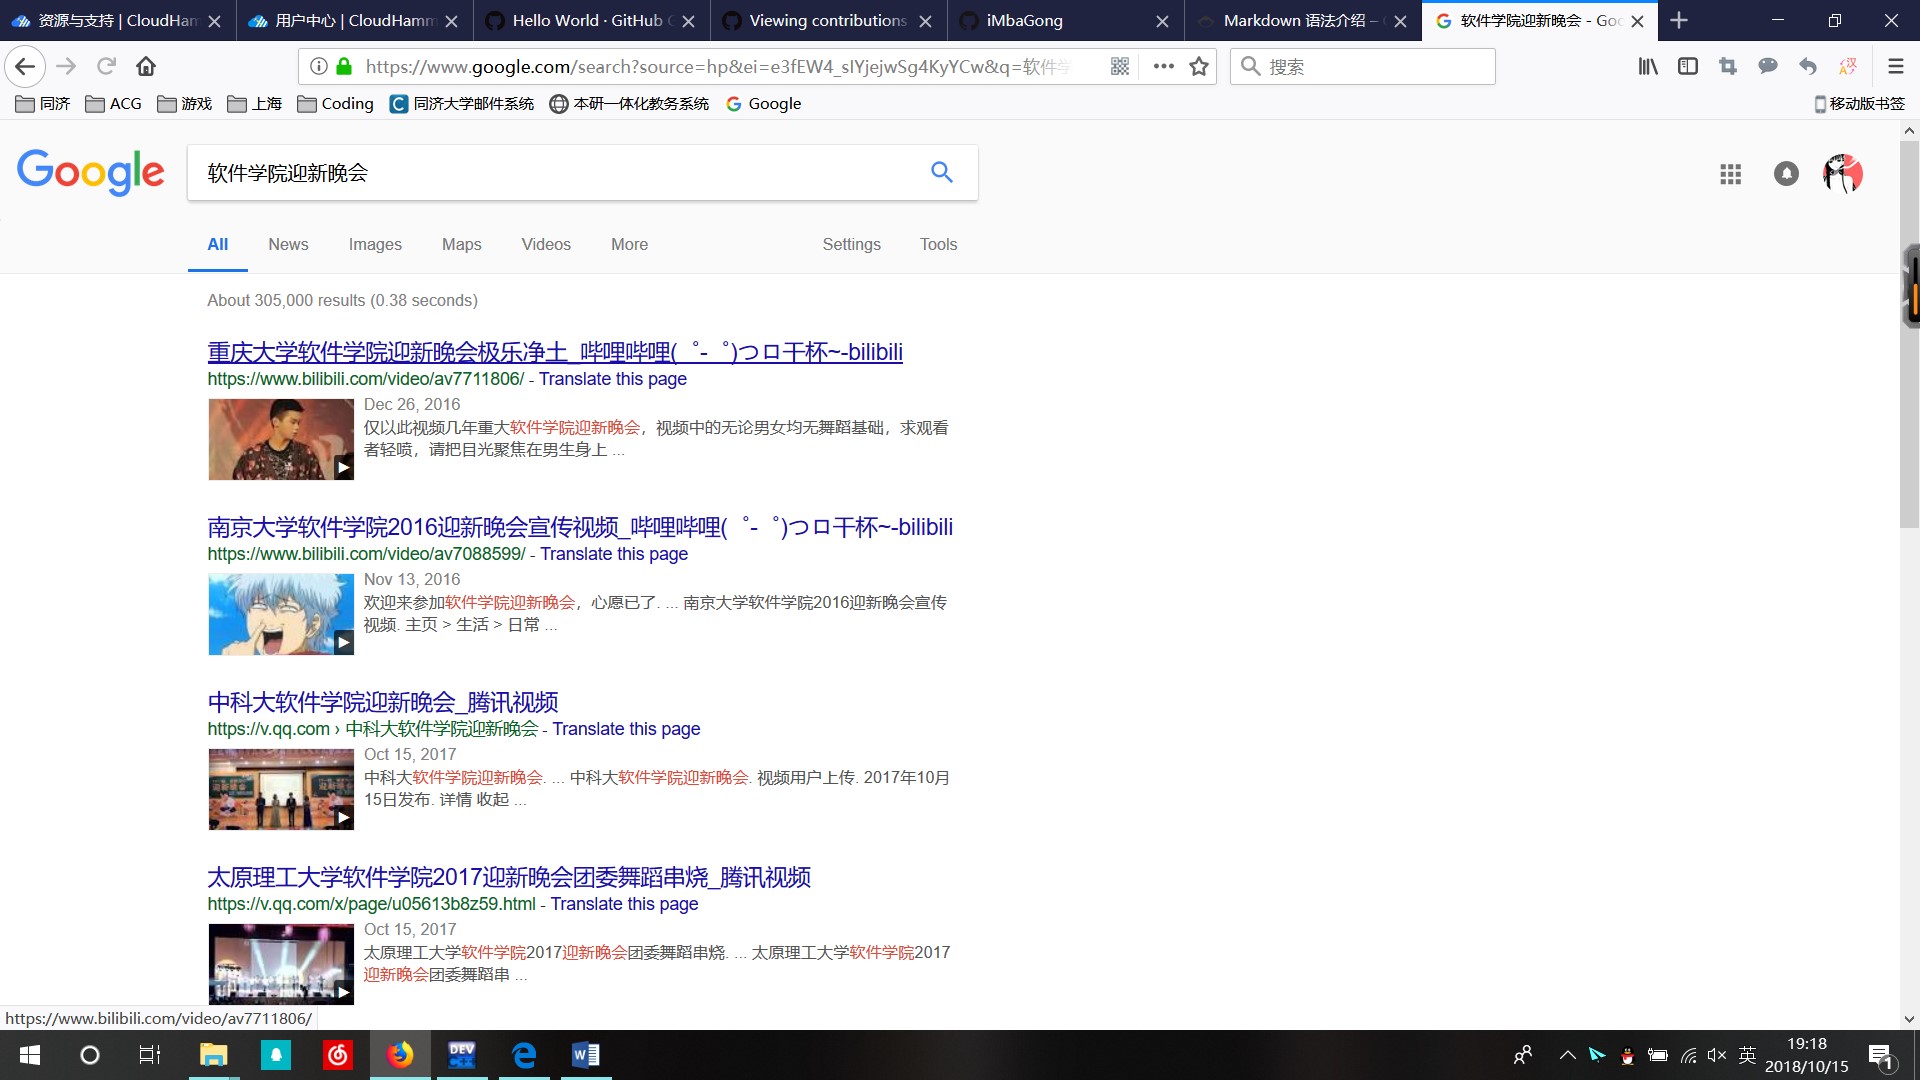 资源与支持 | CloudHam
用户中心 | CloudHamm
Hello World · GitHub
Viewing contributions
iMbaGong
Markdown 语法介绍 –
软件学院迎新晚会 - Goo
https://www.google.com/search?source=hp&ei=e3fEW4_sIYjejwSg4KyYCw&q=软件学
搜索
同济
ACG
游戏
上海
Coding
同济大学邮件系统
本研一体化教务系统
Google
移动版书签
Google
软件学院迎新晚会
All News Images Maps Videos More Settings Tools
About 305,000 results (0.38 seconds)
重庆大学软件学院迎新晚会极乐净土_哔哩哔哩(゜-゜)つロ干杯~-bilibili
https://www.bilibili.com/video/av7711806/ - Translate this page
Dec 26, 2016
仅以此视频几年重大软件学院迎新晚会，视频中的无论男女均无舞蹈基础，求观看
者轻喷，请把目光聚焦在男生身上 ...
南京大学软件学院2016迎新晚会宣传视频_哔哩哔哩(゜-゜)つロ干杯~-bilibili
https://www.bilibili.com/video/av7088599/ - Translate this page
Nov 13, 2016
欢迎来参加软件学院迎新晚会，心愿已了. ... 南京大学软件学院2016迎新晚会宣传
视频. 主页 > 生活 > 日常 ...
中科大软件学院迎新晚会_腾讯视频
https://v.qq.com › 中科大软件学院迎新晚会 - Translate this page
Oct 15, 2017
中科大软件学院迎新晚会. ... 中科大软件学院迎新晚会. 视频用户上传. 2017年10月
15日发布. 详情 收起 ...
太原理工大学软件学院2017迎新晚会团委舞蹈串烧_腾讯视频
https://v.qq.com/x/page/u05613b8z59.html - Translate this page
Oct 15, 2017
太原理工大学软件学院2017迎新晚会团委舞蹈串烧. ... 太原理工大学软件学院2017
迎新晚会团委舞蹈串 ...
https://www.bilibili.com/video/av7711806/
DEV
C++
英
19:18
2018/10/15
1